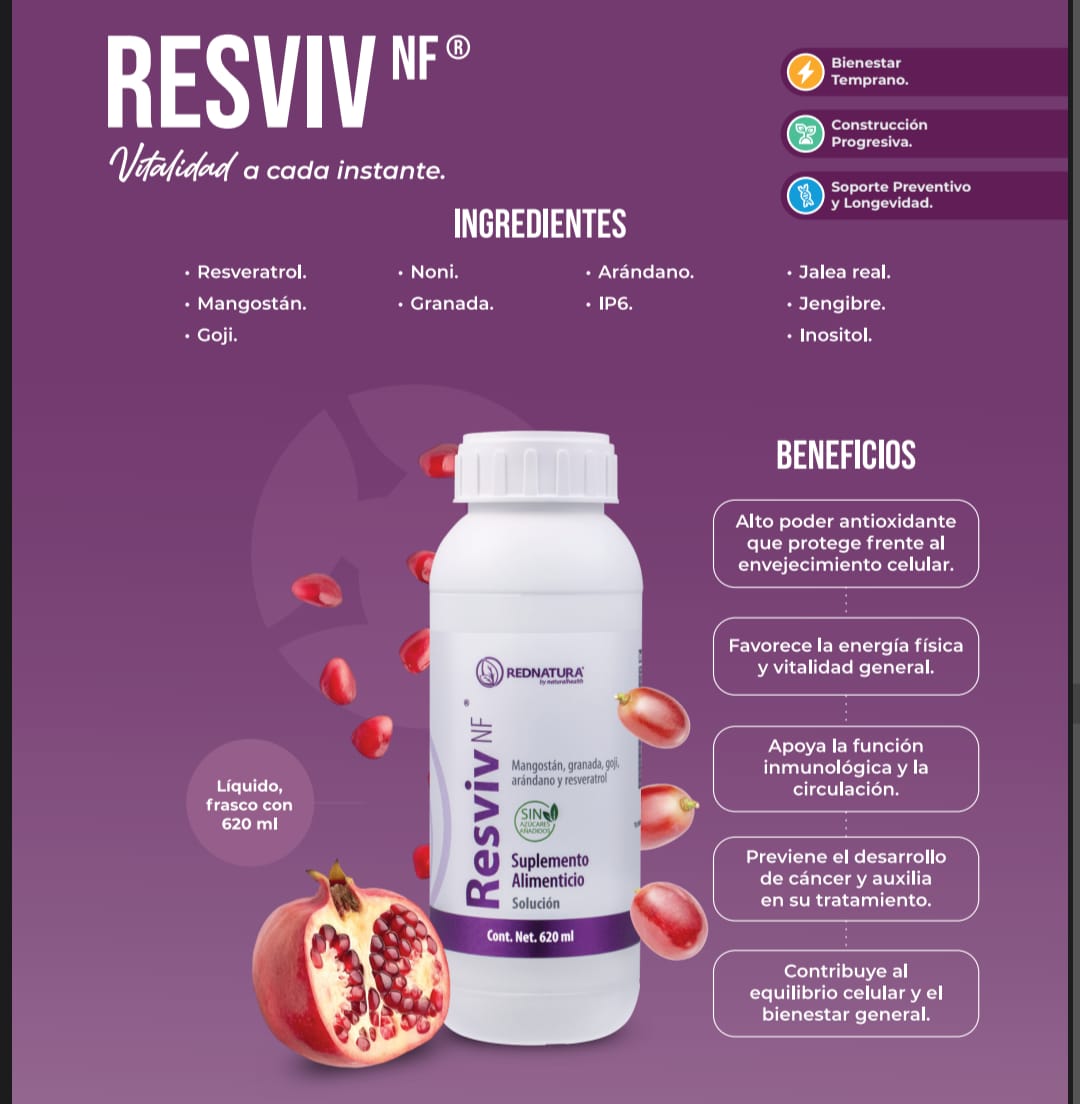 RESVIV NF®
Vitalidad a cada instante.
Bienestar
Temprano.
Construcción
Progresiva.
Soporte Preventivo
y Longevidad.
INGREDIENTES
• Resveratrol.
• Mangostán.
• Goji.
• Noni.
• Granada.
• Arándano.
• IP6.
• Jalea real.
• Jengibre.
• Inositol.
BENEFICIOS
Alto poder antioxidante
que protege frente al
envejecimiento celular.
Favorece la energía física
y vitalidad general.
Apoya la función
inmunológica y la
circulación.
Previene el desarrollo
de cáncer y auxilia
en su tratamiento.
Contribuye al
equilibrio celular y el
bienestar general.
Líquido,
frasco con
620 ml
REDNATURA
by naturalhealth
Resviv NF®
Mangostán, granada, goji,
arándano y resveratrol
SIN
AZÚCARES
AÑADIDOS
Suplemento
Alimenticio
Solución
Cont. Net. 620 ml